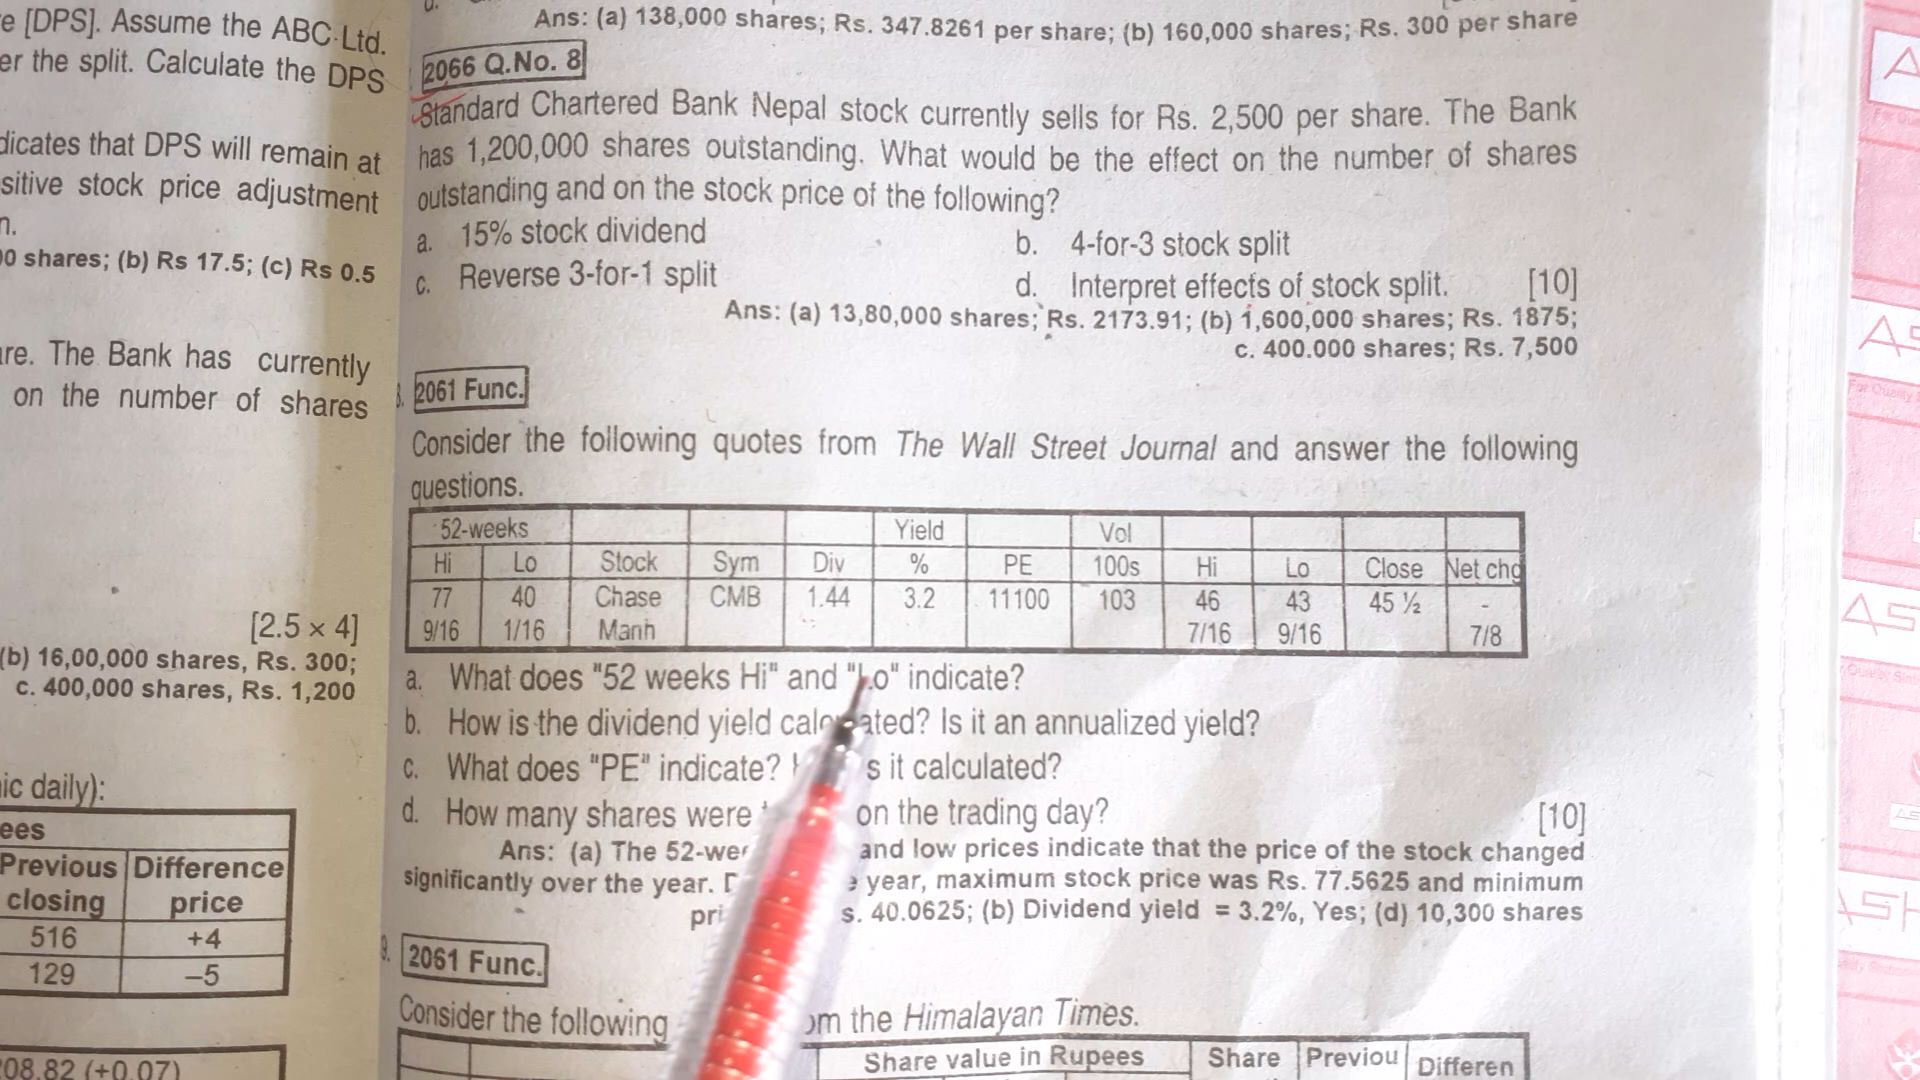 e [DPS]. Assume the ABC Ltd.
er the split. Calculate the DPS
dicates that DPS will remain at
sitive stock price adjustment
n.
00 shares; (b) Rs 17.5; (c) Rs 0.5
are. The Bank has currently
on the number of shares
[2.5 × 4]
(b) 16,00,000 shares, Rs. 300;
c. 400,000 shares, Rs. 1,200
ic daily):
ees
Previous Difference
closing price
516 +4
129 –5
08.82 (+0.07)
Ans: (a) 138,000 shares; Rs. 347.8261 per share; (b) 160,000 shares; Rs. 300 per share
2066 Q.No. 8
Standard Chartered Bank Nepal stock currently sells for Rs. 2,500 per share. The Bank
has 1,200,000 shares outstanding. What would be the effect on the number of shares
outstanding and on the stock price of the following?
a. 15% stock dividend b. 4-for-3 stock split
c. Reverse 3-for-1 split d. Interpret effects of stock split. [10]
Ans: (a) 13,80,000 shares; Rs. 2173.91; (b) 1,600,000 shares; Rs. 1875;
c. 400.000 shares; Rs. 7,500
8. 2061 Func.
Consider the following quotes from The Wall Street Journal and answer the following
questions.
52-weeks Yield Vol
Hi Lo Stock Sym Div % PE 100s Hi Lo Close Net chg
77 40 Chase CMB 1.44 3.2 11100 103 46 43 45 ½ -
9/16 1/16 Manh 7/16 9/16 7/8
a. What does "52 weeks Hi" and "Lo" indicate?
b. How is the dividend yield calculated? Is it an annualized yield?
c. What does "PE" indicate? s it calculated?
d. How many shares were on the trading day? [10]
Ans: (a) The 52-wee and low prices indicate that the price of the stock changed
significantly over the year. year, maximum stock price was Rs. 77.5625 and minimum
pri s. 40.0625; (b) Dividend yield = 3.2%, Yes; (d) 10,300 shares
9. 2061 Func.
Consider the following om the Himalayan Times.
Share value in Rupees Share Previou Differen